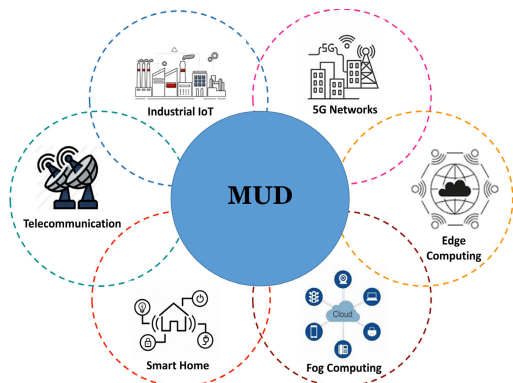 5G
Industrial IoT
5G Networks
MUD
Telecommunication
Edge
Computing
Cloud
Smart Home
Fog Computing